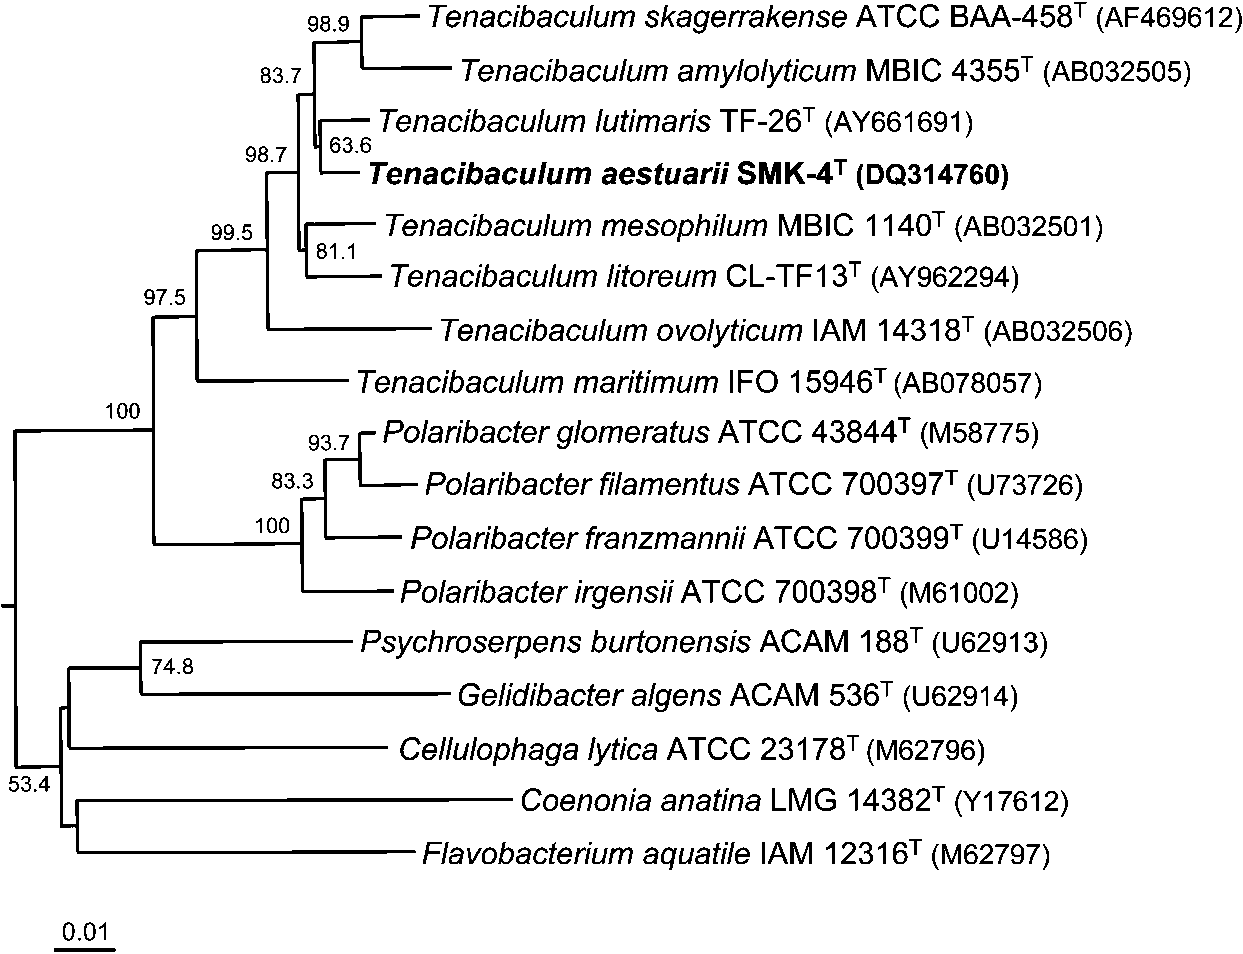 98.9
Tenacibaculum skagerrakense ATCC BAA-458T (AF469612)
83.7
Tenacibaculum amylolyticum MBIC 4355T (AB032505)
Tenacibaculum lutimaris TF-26T (AY661691)
63.6
98.7
Tenacibaculum aestuarii SMK-4T (DQ314760)
Tenacibaculum mesophilum MBIC 1140T (AB032501)
99.5
81.1
Tenacibaculum litoreum CL-TF13T (AY962294)
97.5
Tenacibaculum ovolyticum IAM 14318T (AB032506)
Tenacibaculum maritimum IFO 15946T (AB078057)
100
Polaribacter glomeratus ATCC 43844T (M58775)
93.7
83.3
Polaribacter filamentus ATCC 700397T (U73726)
100
Polaribacter franzmannii ATCC 700399T (U14586)
Polaribacter irgensii ATCC 700398T (M61002)
Psychroserpens burtonensis ACAM 188T (U62913)
74.8
Gelidibacter algens ACAM 536T (U62914)
Cellulophaga lytica ATCC 23178T (M62796)
53.4
Coenonia anatina LMG 14382T (Y17612)
Flavobacterium aquatile IAM 12316T (M62797)
0.01